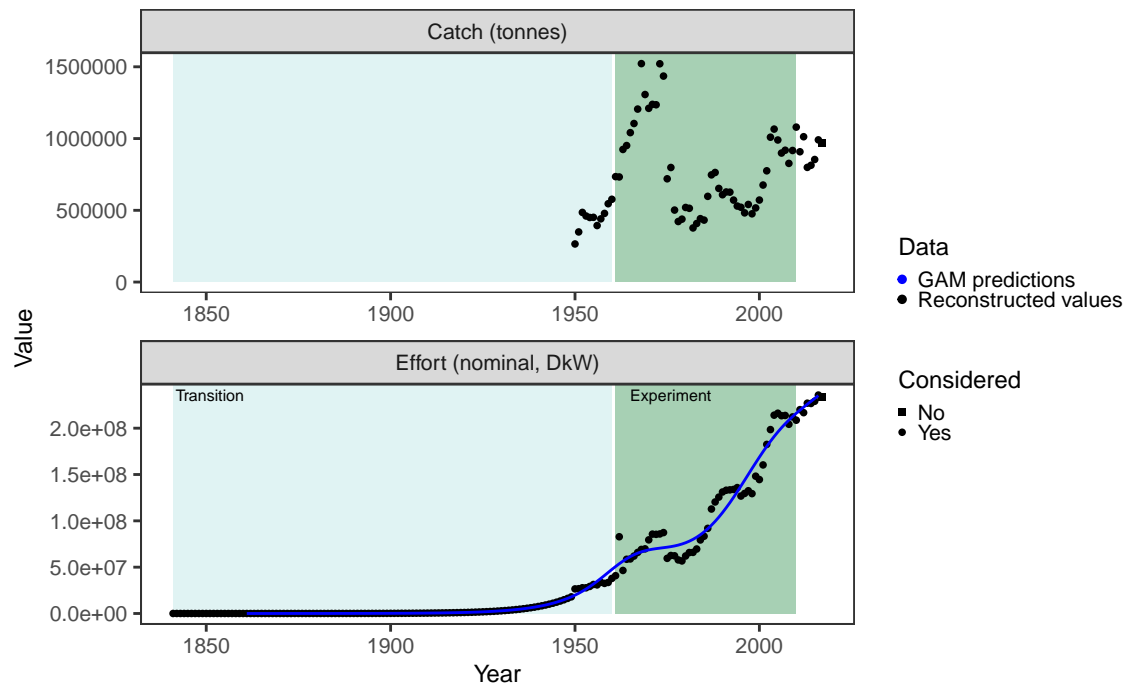 Catch (tonnes)
1500000
1000000
500000
0
1850 1900 1950 2000
Value
Effort (nominal, DkW)
Transition Experiment
2.0e+08
1.5e+08
1.0e+08
5.0e+07
0.0e+00
1850 1900 1950 2000
Year
Data
GAM predictions
Reconstructed values
Considered
No
Yes